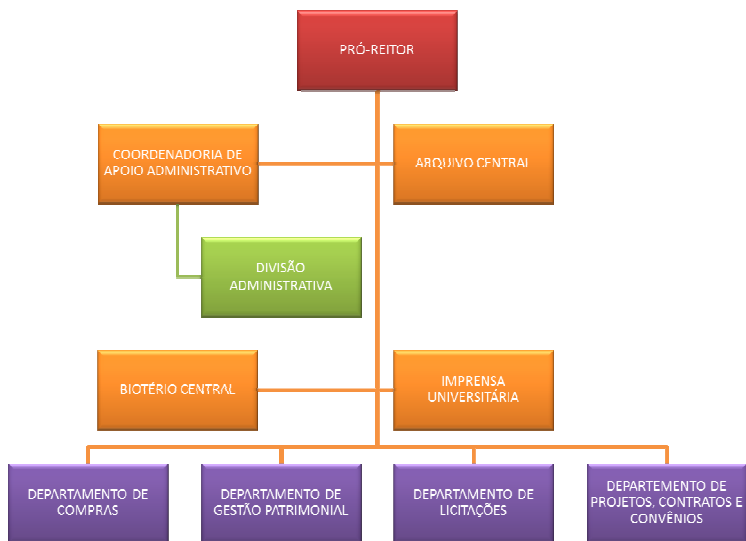 PRÓ-REITOR
COORDENADORIA DE
APOIO ADMINISTRATIVO
ARQUIVO CENTRAL
DIVISÃO
ADMINISTRATIVA
BIOTÉRIO CENTRAL
IMPRENSA
UNIVERSITÁRIA
DEPARTAMENTO DE
COMPRAS
DEPARTAMENTO DE
GESTÃO PATRIMONIAL
DEPARTAMENTO DE
LICITAÇÕES
DEPARTEMENTO DE
PROJETOS, CONTRATOS E
CONVÊNIOS